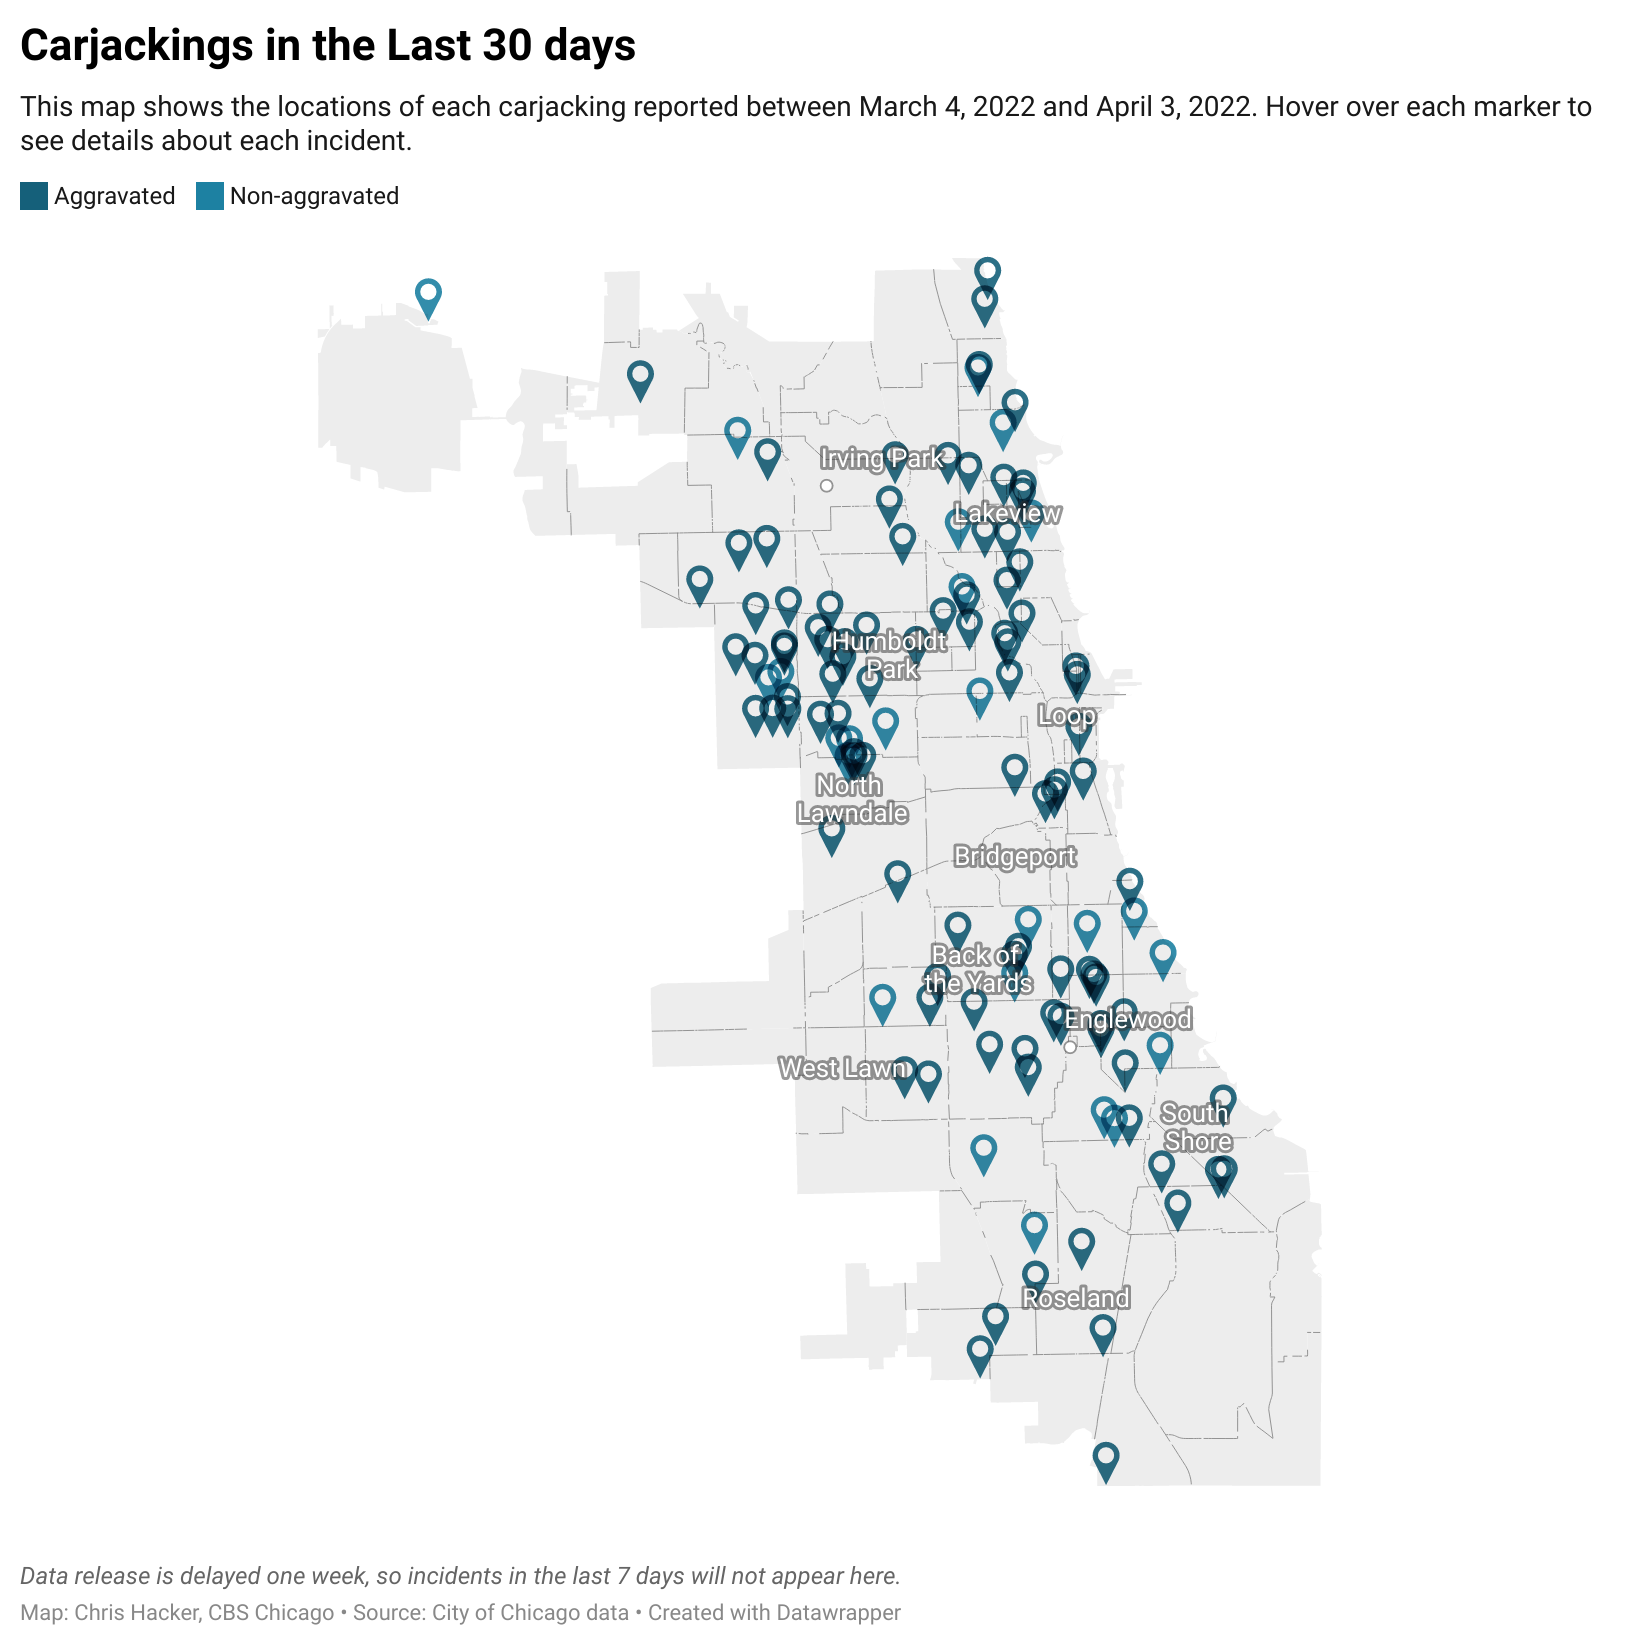 Carjackings in the Last 30 days
This map shows the locations of each carjacking reported between March 4, 2022 and April 3, 2022. Hover over each marker to
see details about each incident.
Aggravated Non-aggravated
Irving Park
Lakeview
Humboldt
Park
Loop
North
Lawndale
Bridgeport
Back of
the Yards
Englewood
West Lawn
South
Shore
Roseland
Data release is delayed one week, so incidents in the last 7 days will not appear here.
Map: Chris Hacker, CBS Chicago • Source: City of Chicago data • Created with Datawrapper